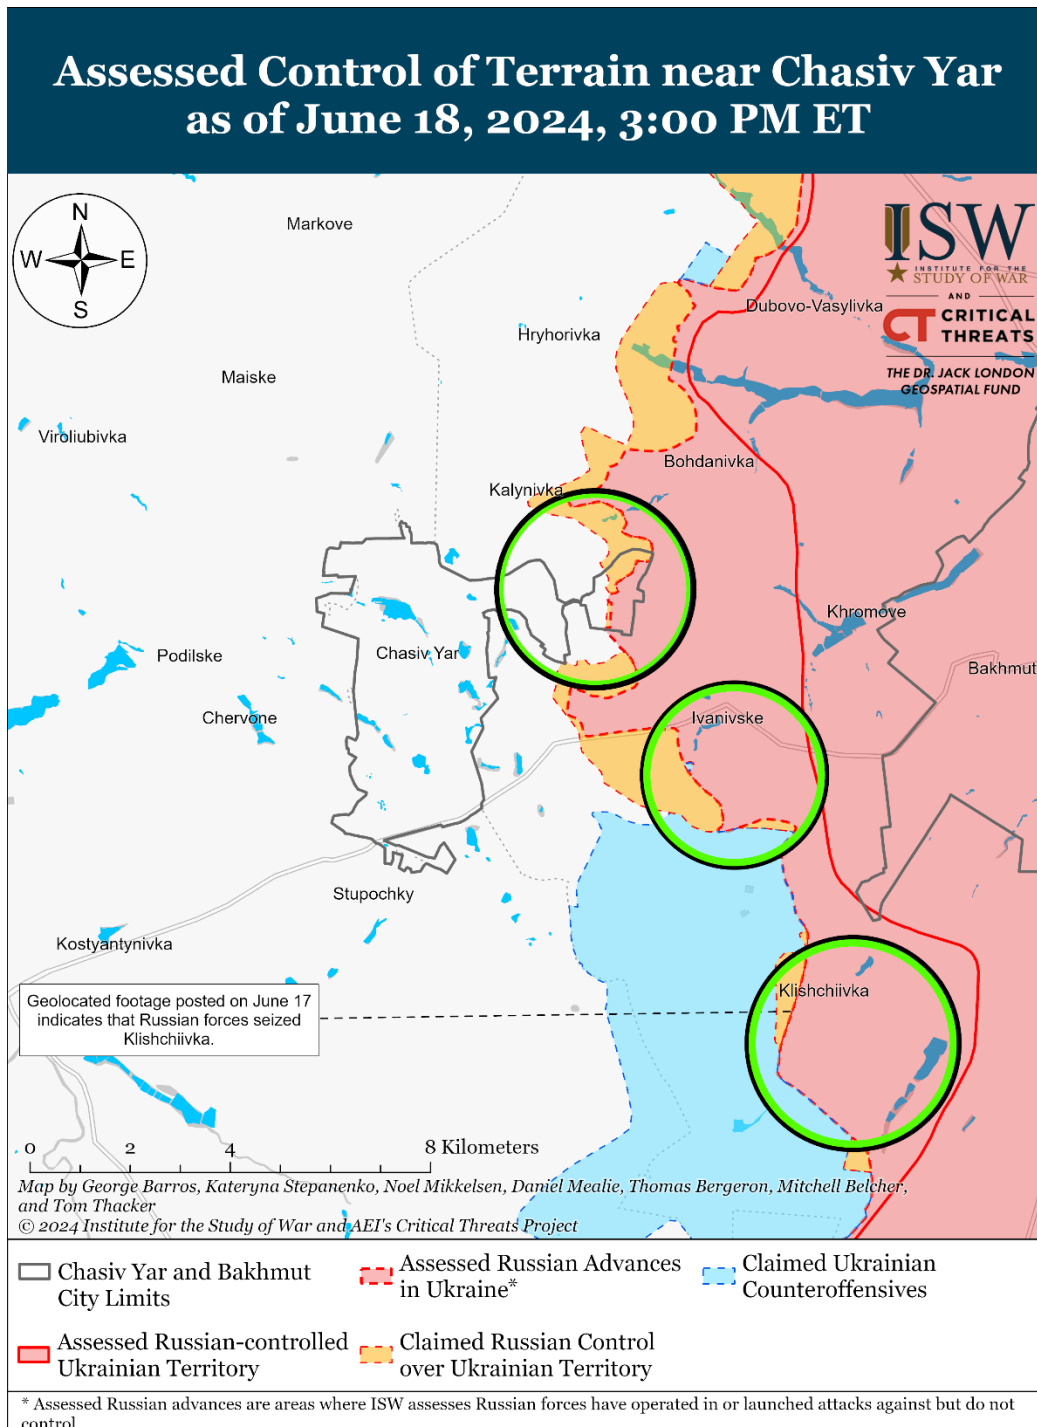 Assessed Control of Terrain near Chasiv Yar
as of June 18, 2024, 3:00 PM ET
N
W E
S
Markove
ISW
INSTITUTE FOR THE
STUDY OF WAR
AND
CT CRITICAL
THREATS
THE DR. JACK LONDON
GEOSPATIAL FUND
Dubovo-Vasylivka
Hryhorivka
Maiske
Viroliubivka
Bohdanivka
Kalynivka
Khromove
Podilske
Chasiv Yar
Bakhmut
Chervone
Ivanivske
Stupochky
Kostyantynivka
Klishchiivka
Geolocated footage posted on June 17
indicates that Russian forces seized
Klishchiivka.
0 2 4 8 Kilometers
Map by George Barros, Kateryna Stepanenko, Noel Mikkelsen, Daniel Mealie, Thomas Bergeron, Mitchell Belcher,
and Tom Thacker
© 2024 Institute for the Study of War and AEI's Critical Threats Project
Chasiv Yar and Bakhmut
City Limits
Assessed Russian Advances
in Ukraine*
Claimed Ukrainian
Counteroffensives
Assessed Russian-controlled
Ukrainian Territory
Claimed Russian Control
over Ukrainian Territory
* Assessed Russian advances are areas where ISW assesses Russian forces have operated in or launched attacks against but do not
control.